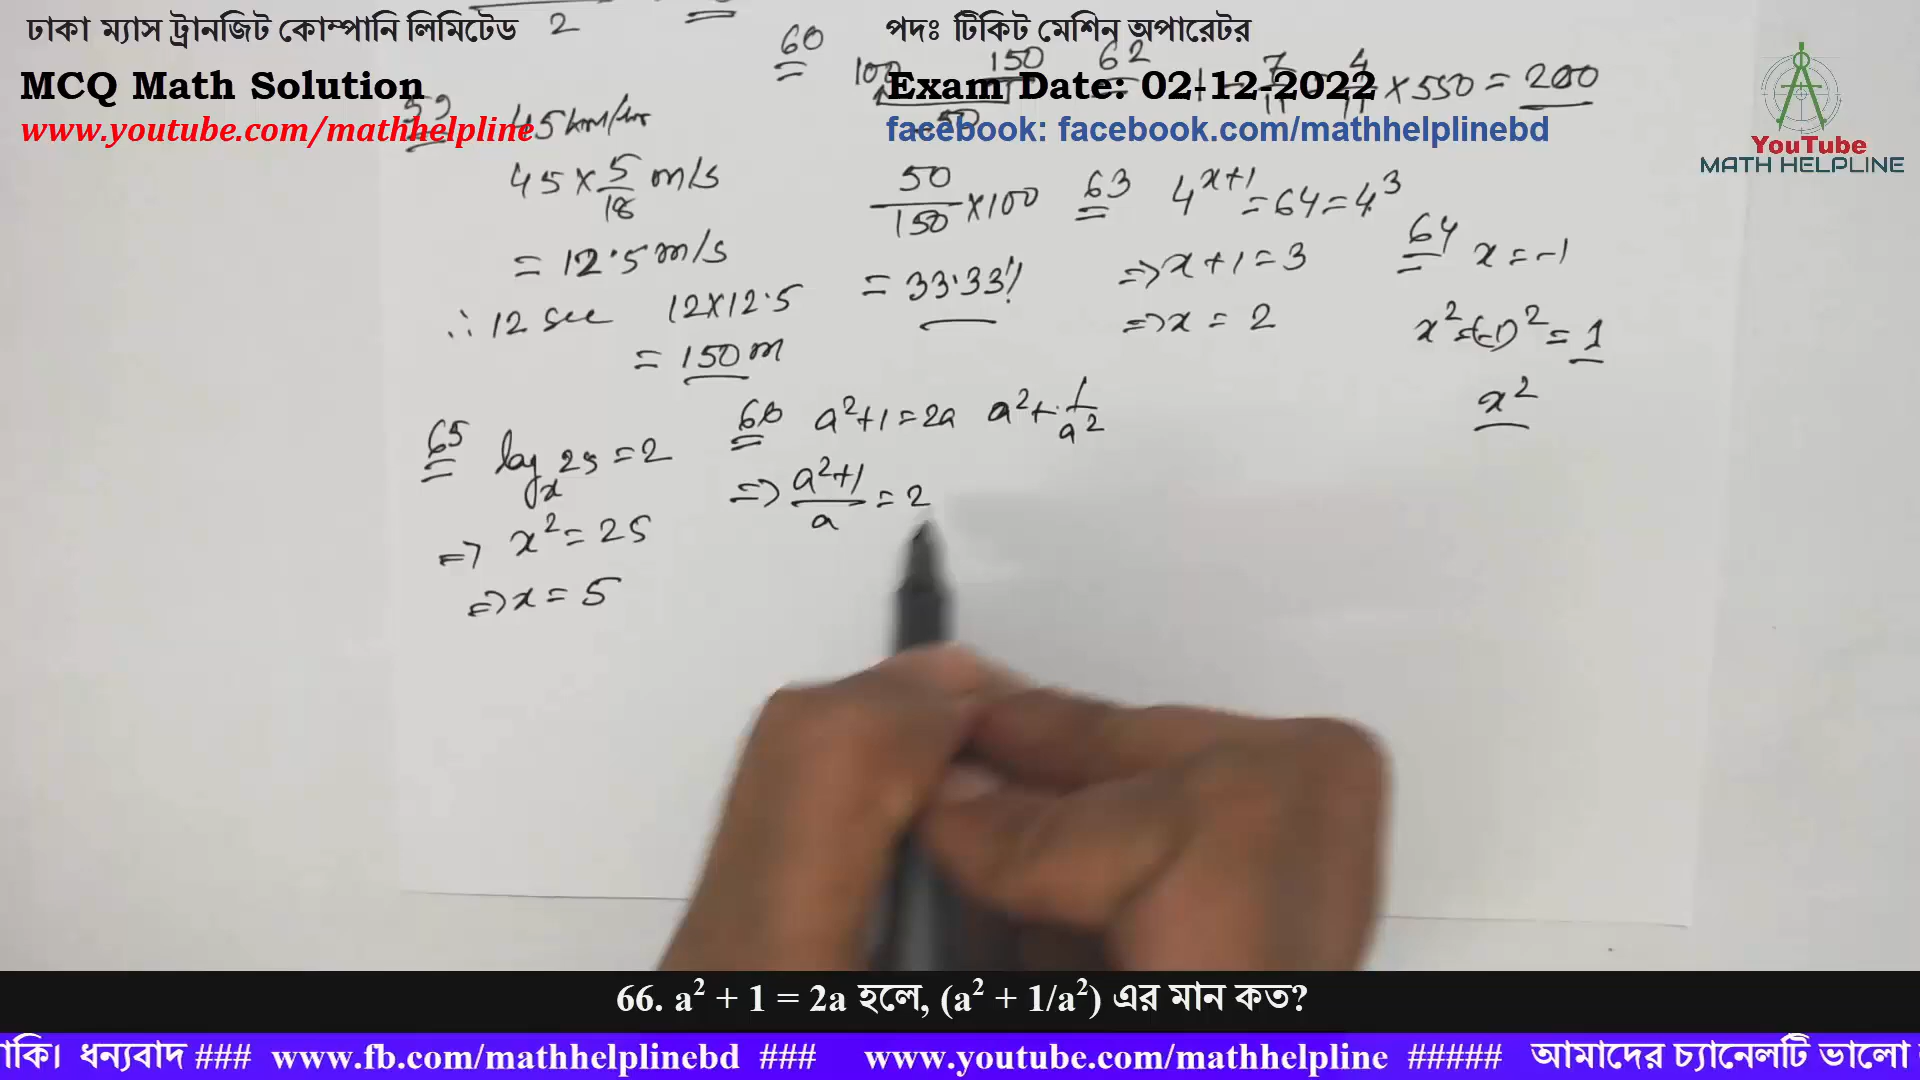 ঢাকা ম্যাস ট্রানজিট কোম্পানি লিমিটেড
পদঃ টিকিট মেশিন অপারেটর
MCQ Math Solution
Exam Date: 02-12-2022
www.youtube.com/mathhelpline
facebook: facebook.com/mathhelplinebd
YouTube
MATH HELPLINE
2
59
45 km/hr
45 × 5/18 m/s
= 12.5 m/s
∴ 12 sec 12×12.5
= 150 m
60
100 150
50
50/150 × 100
= 33.33%
62
× 550 = 200
63 4^(x+1) = 64 = 4^3
=> x+1 = 3
=> x = 2
64 x = -1
x² = (-1)² = 1
x²
65 log_x 25 = 2
=> x² = 25
=> x = 5
66 a²+1 = 2a a² + 1/a²
=> (a²+1)/a = 2
66. a² + 1 = 2a হলে, (a² + 1/a²) এর মান কত?
াকি। ধন্যবাদ ### www.fb.com/mathhelplinebd ### www.youtube.com/mathhelpline ##### আমাদের চ্যানেলটি ভালো